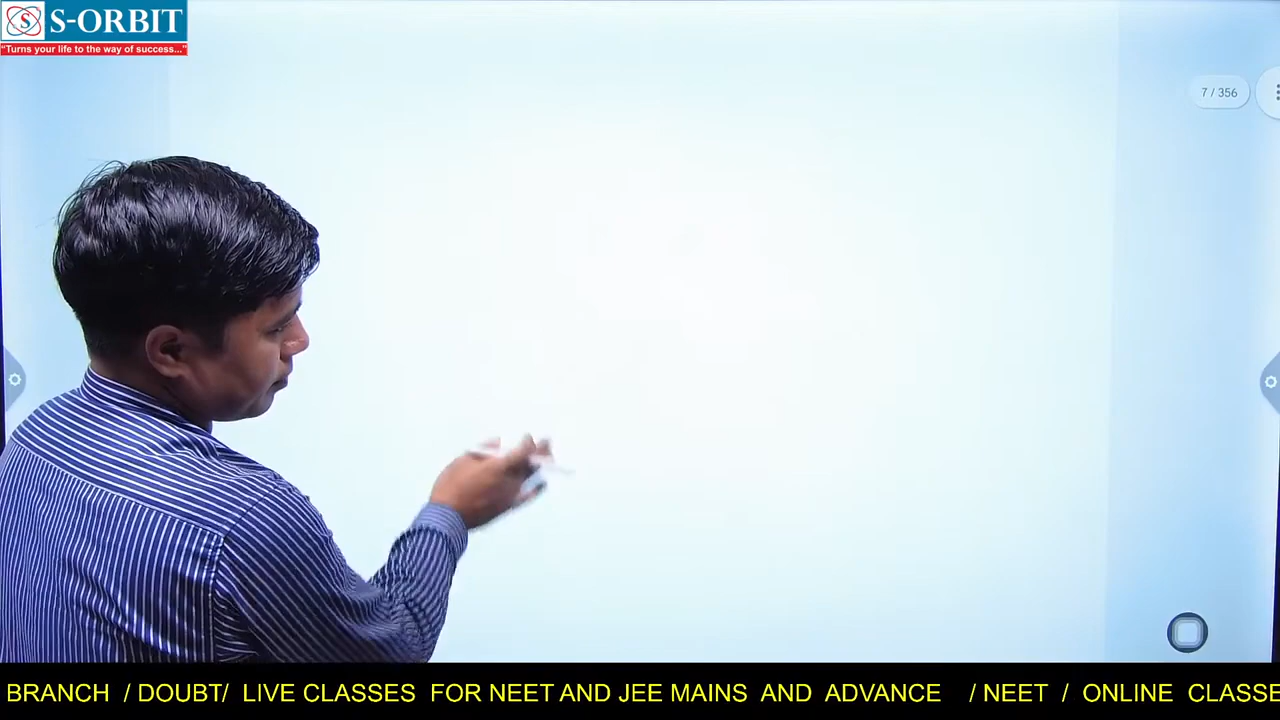 S-ORBIT
"Turns your life to the way of success..."
7 / 356
BRANCH / DOUBT/ LIVE CLASSES FOR NEET AND JEE MAINS AND ADVANCE / NEET / ONLINE CLASSE